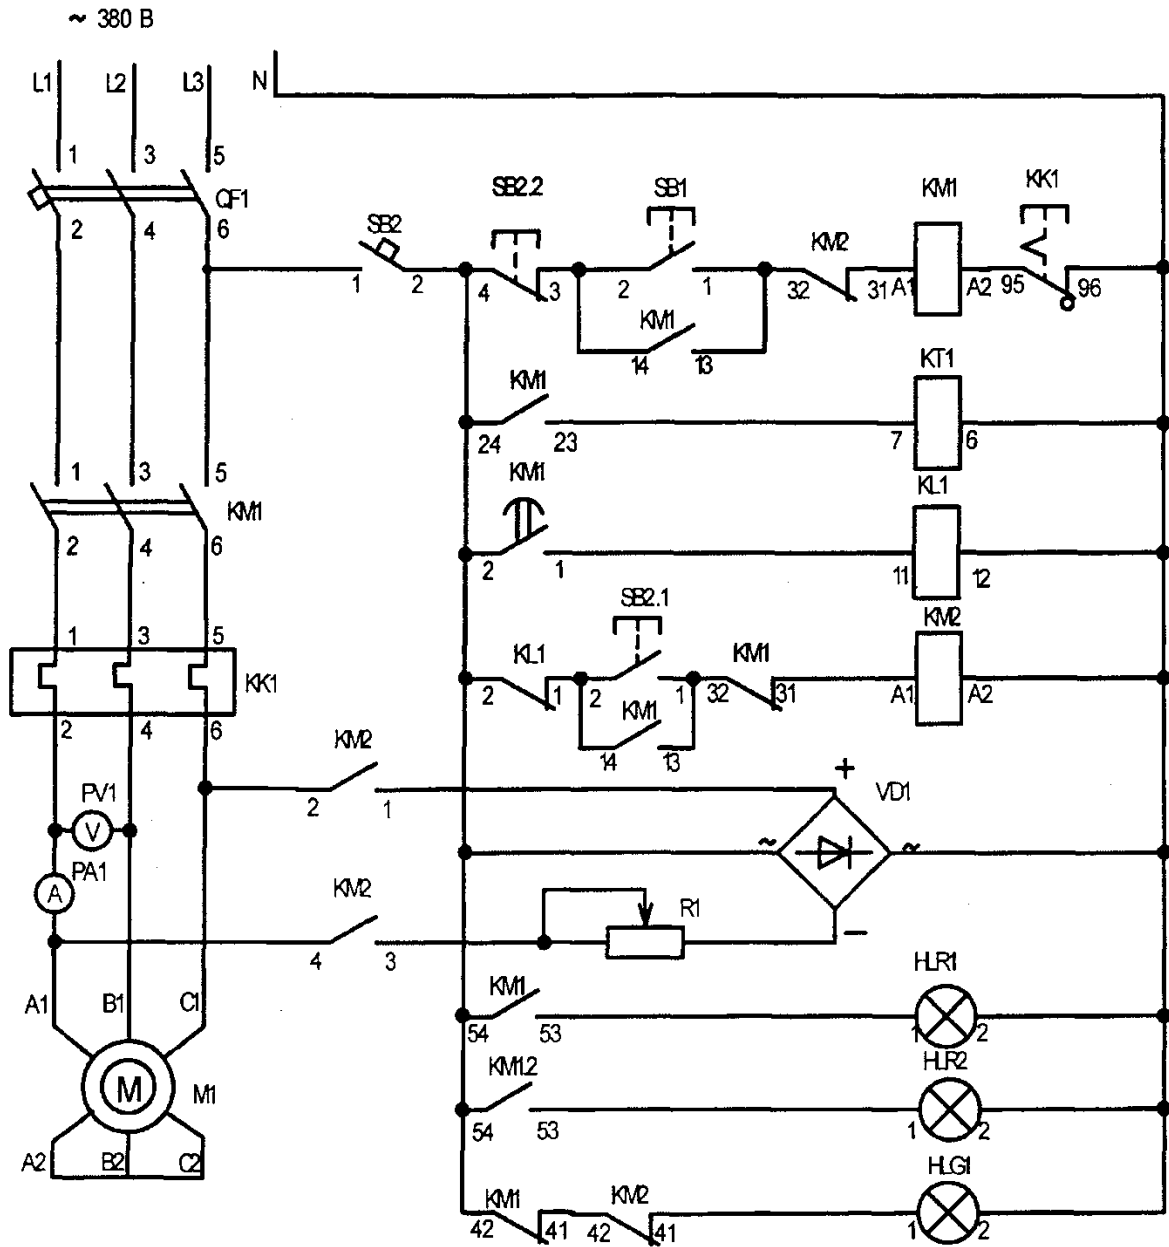 ~ 380 В
L1 L2 L3 N
1 3 5
QF1
2 4 6
SB2 SB2.2 SB1 KM2 KM1 KK1
1 2 4 3 2 1 32 31 A1 A2 95 96
KM1
14 13
KM1 KT1
24 23 7 6
KM1 KL1
1 3 5
KM1
2 4 6
2 1 11 12
SB2.1 KM2
1 3 5
KL1 KM1
KK1
2 1 2 1 32 31 A1 A2
KM1
14 13
2 4 6
KM2
2 1
+
VD1
PV1
V
~ ~
PA1
A
KM2
R1
4 3
−
A1 B1 C1
KM1 HLR1
54 53 1 2
M
M1
KM1.2 HLR2
54 53 1 2
A2 B2 C2
KM1 KM2 HLG1
42 41 42 41 1 2